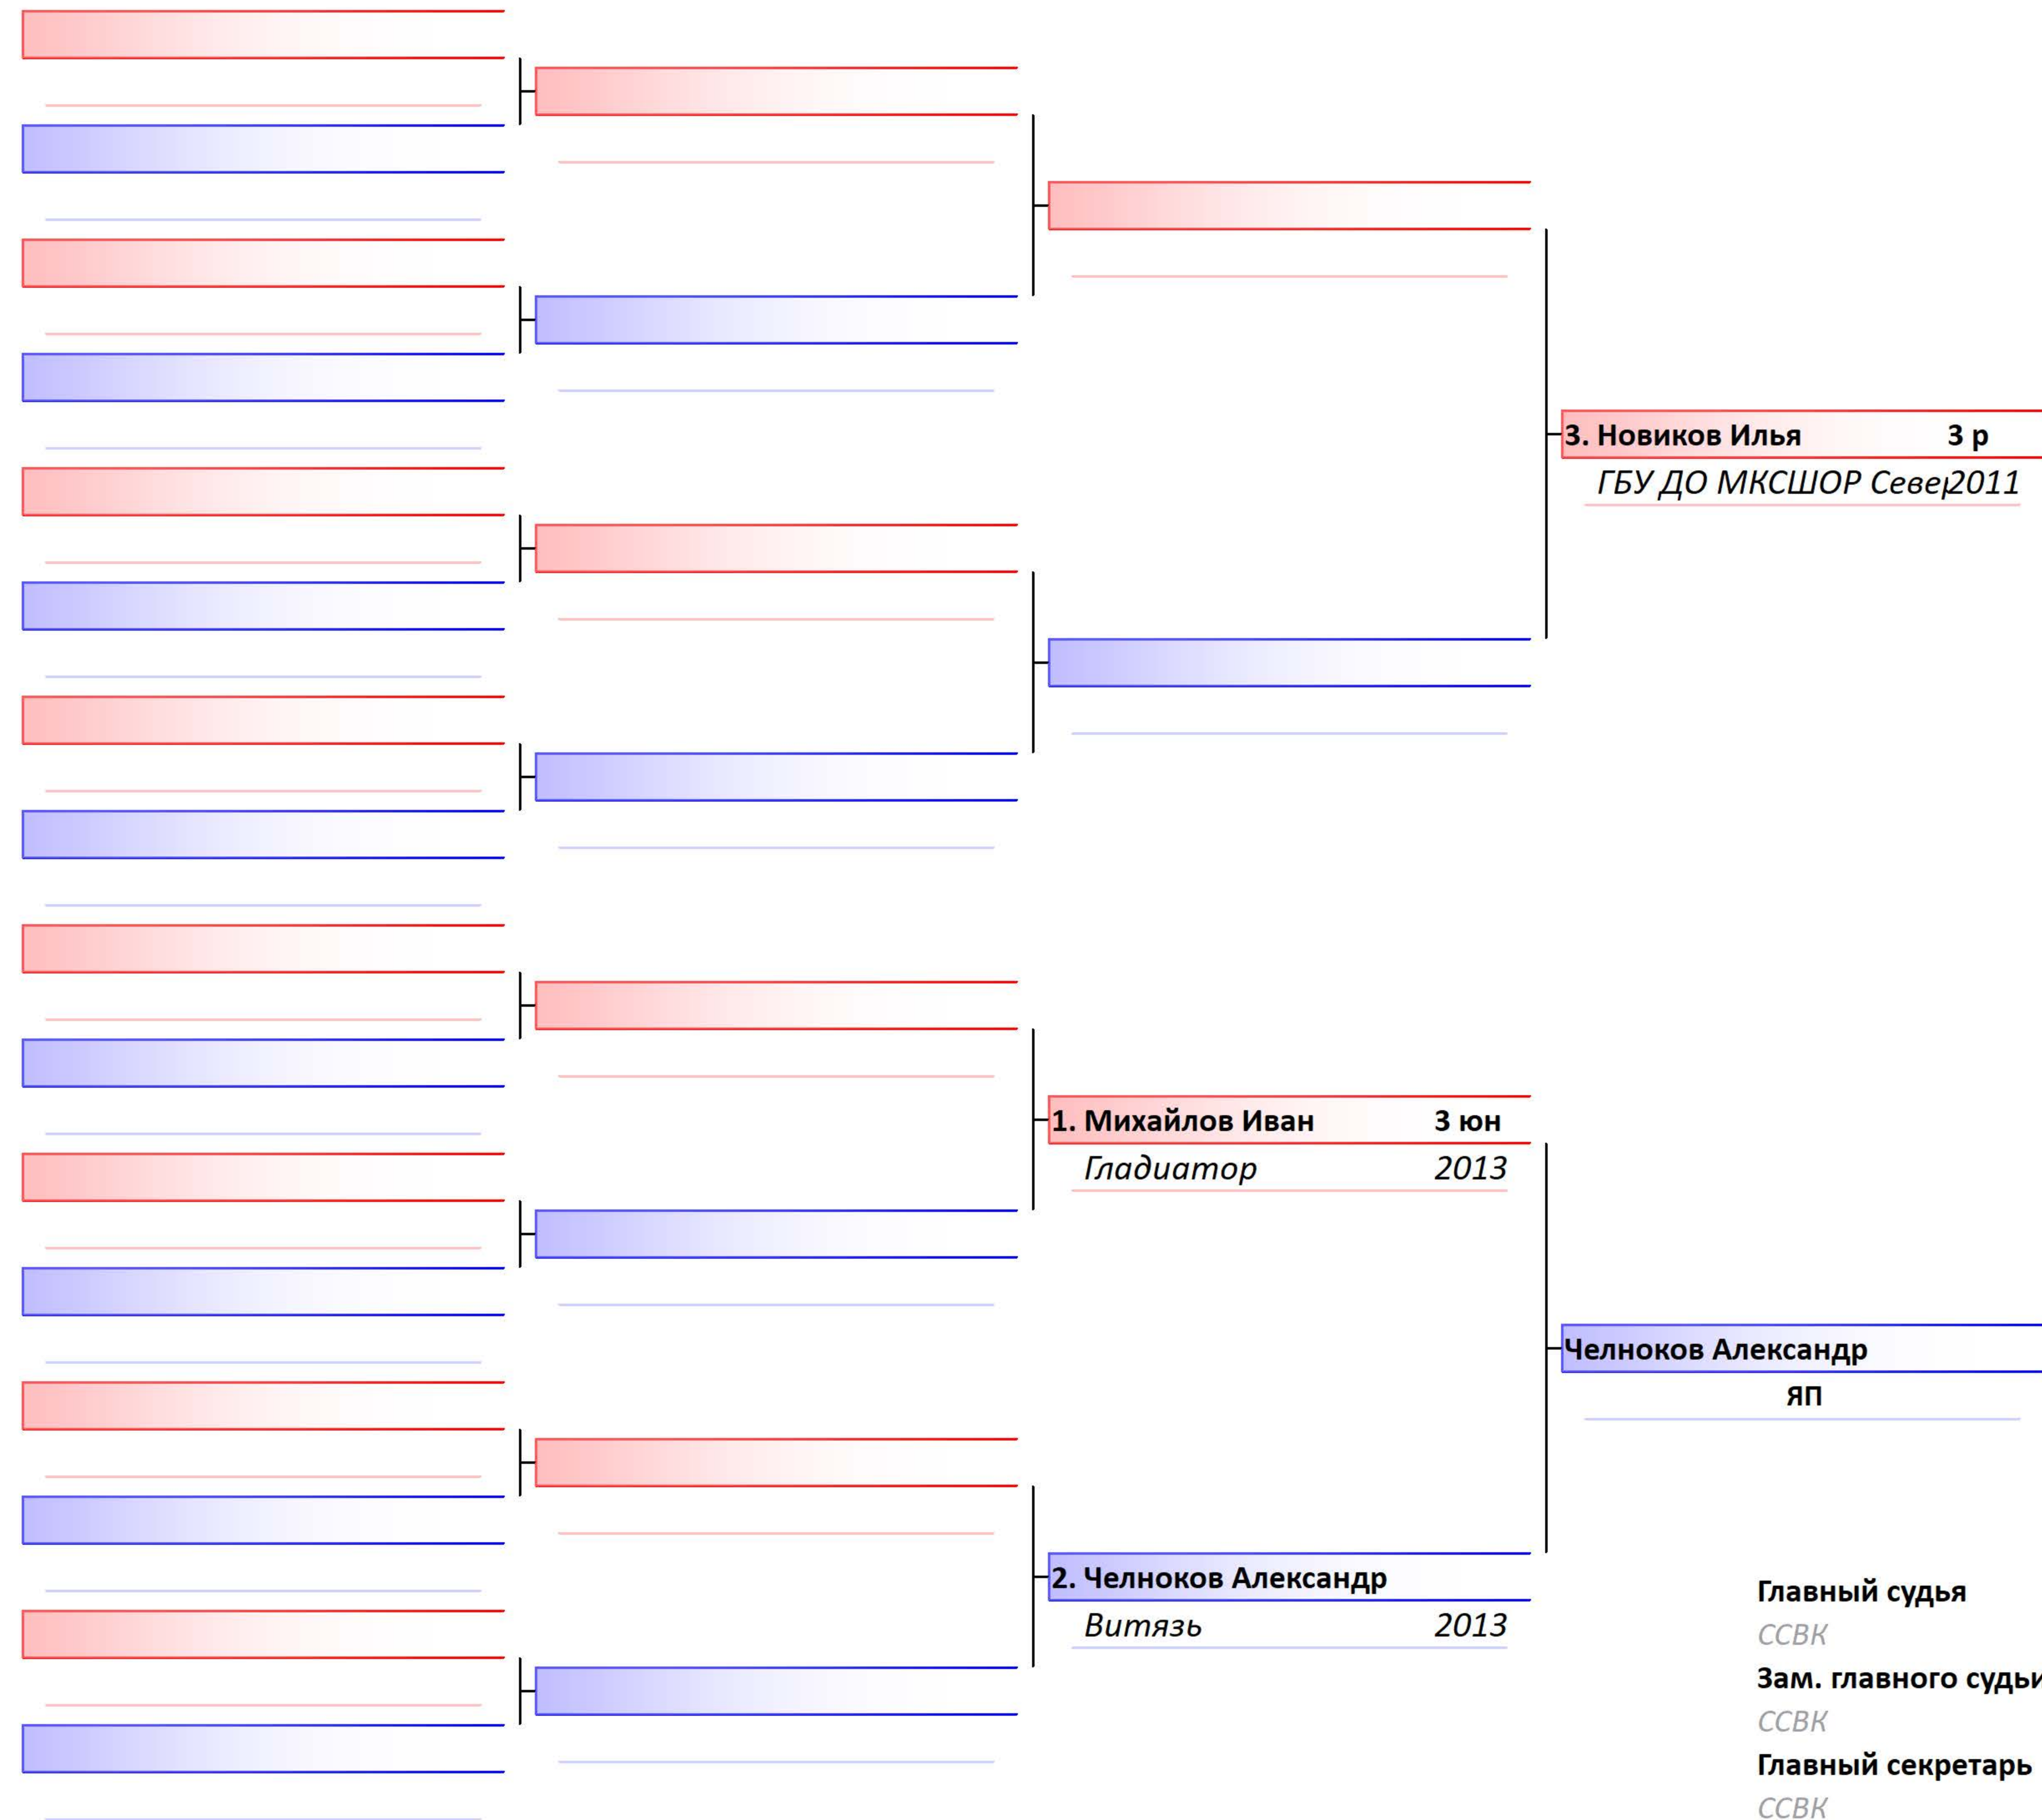 3. Новиков Илья 3 р
ГБУ ДО МКСШОР Север 2011
1. Михайлов Иван 3 юн
Гладиатор 2013
Челноков Александр
ЯП
2. Челноков Александр
Витязь 2013
Главный судья
ССВК
Зам. главного судьи
ССВК
Главный секретарь
ССВК